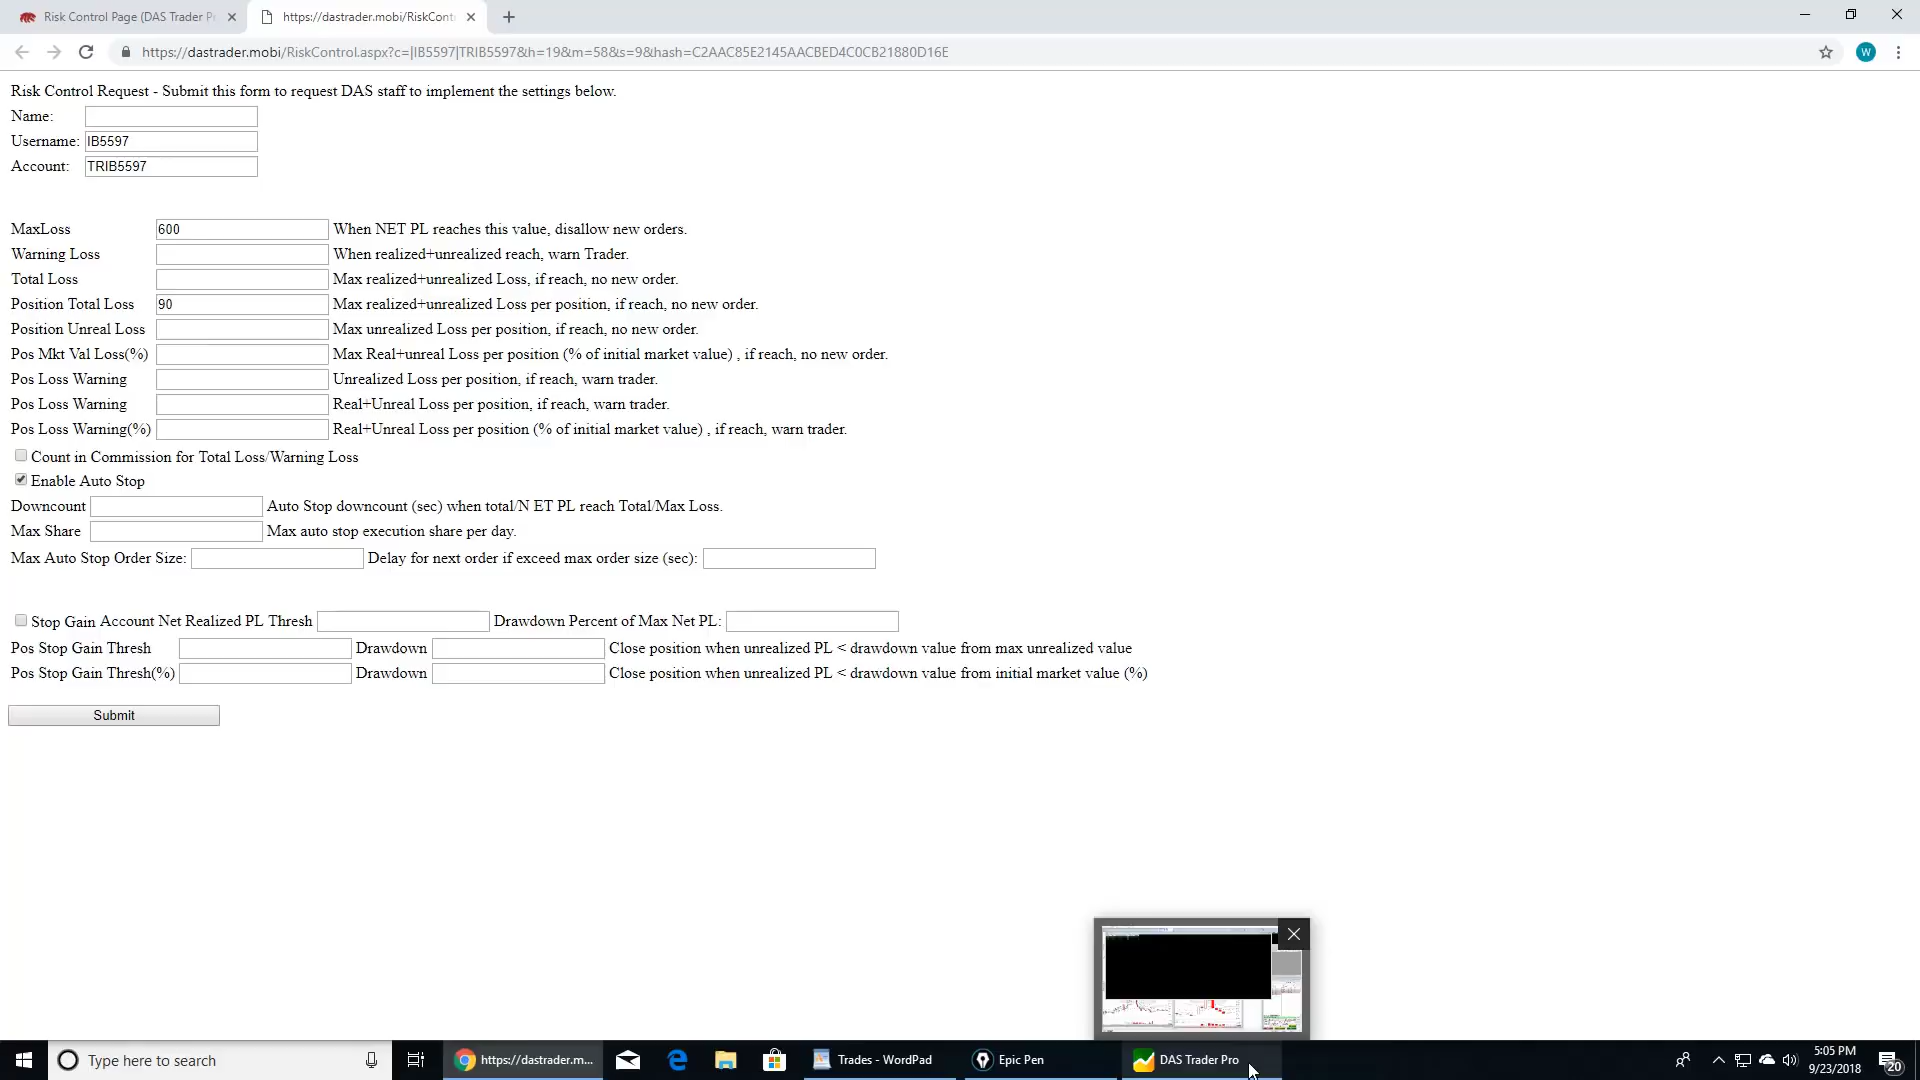 Risk Control Page (DAS Trader P
https://dastrader.mobi/RiskCont
https://dastrader.mobi/RiskControl.aspx?c=|IB5597|TRIB5597&h=19&m=58&s=9&hash=C2AAC85E2145AACBED4C0CB21880D16E
W
Risk Control Request - Submit this form to request DAS staff to implement the settings below.
Name:
Username: IB5597
Account: TRIB5597
MaxLoss 600 When NET PL reaches this value, disallow new orders.
Warning Loss When realized+unrealized reach, warn Trader.
Total Loss Max realized+unrealized Loss, if reach, no new order.
Position Total Loss 90 Max realized+unrealized Loss per position, if reach, no new order.
Position Unreal Loss Max unrealized Loss per position, if reach, no new order.
Pos Mkt Val Loss(%) Max Real+unreal Loss per position (% of initial market value) , if reach, no new order.
Pos Loss Warning Unrealized Loss per position, if reach, warn trader.
Pos Loss Warning Real+Unreal Loss per position, if reach, warn trader.
Pos Loss Warning(%) Real+Unreal Loss per position (% of initial market value) , if reach, warn trader.
Count in Commission for Total Loss/Warning Loss
Enable Auto Stop
Downcount Auto Stop downcount (sec) when total/N ET PL reach Total/Max Loss.
Max Share Max auto stop execution share per day.
Max Auto Stop Order Size: Delay for next order if exceed max order size (sec):
Stop Gain Account Net Realized PL Thresh Drawdown Percent of Max Net PL:
Pos Stop Gain Thresh Drawdown Close position when unrealized PL < drawdown value from max unrealized value
Pos Stop Gain Thresh(%) Drawdown Close position when unrealized PL < drawdown value from initial market value (%)
Submit
Type here to search
https://dastrader.m...
Trades - WordPad
Epic Pen
DAS Trader Pro
5:05 PM
9/23/2018
20